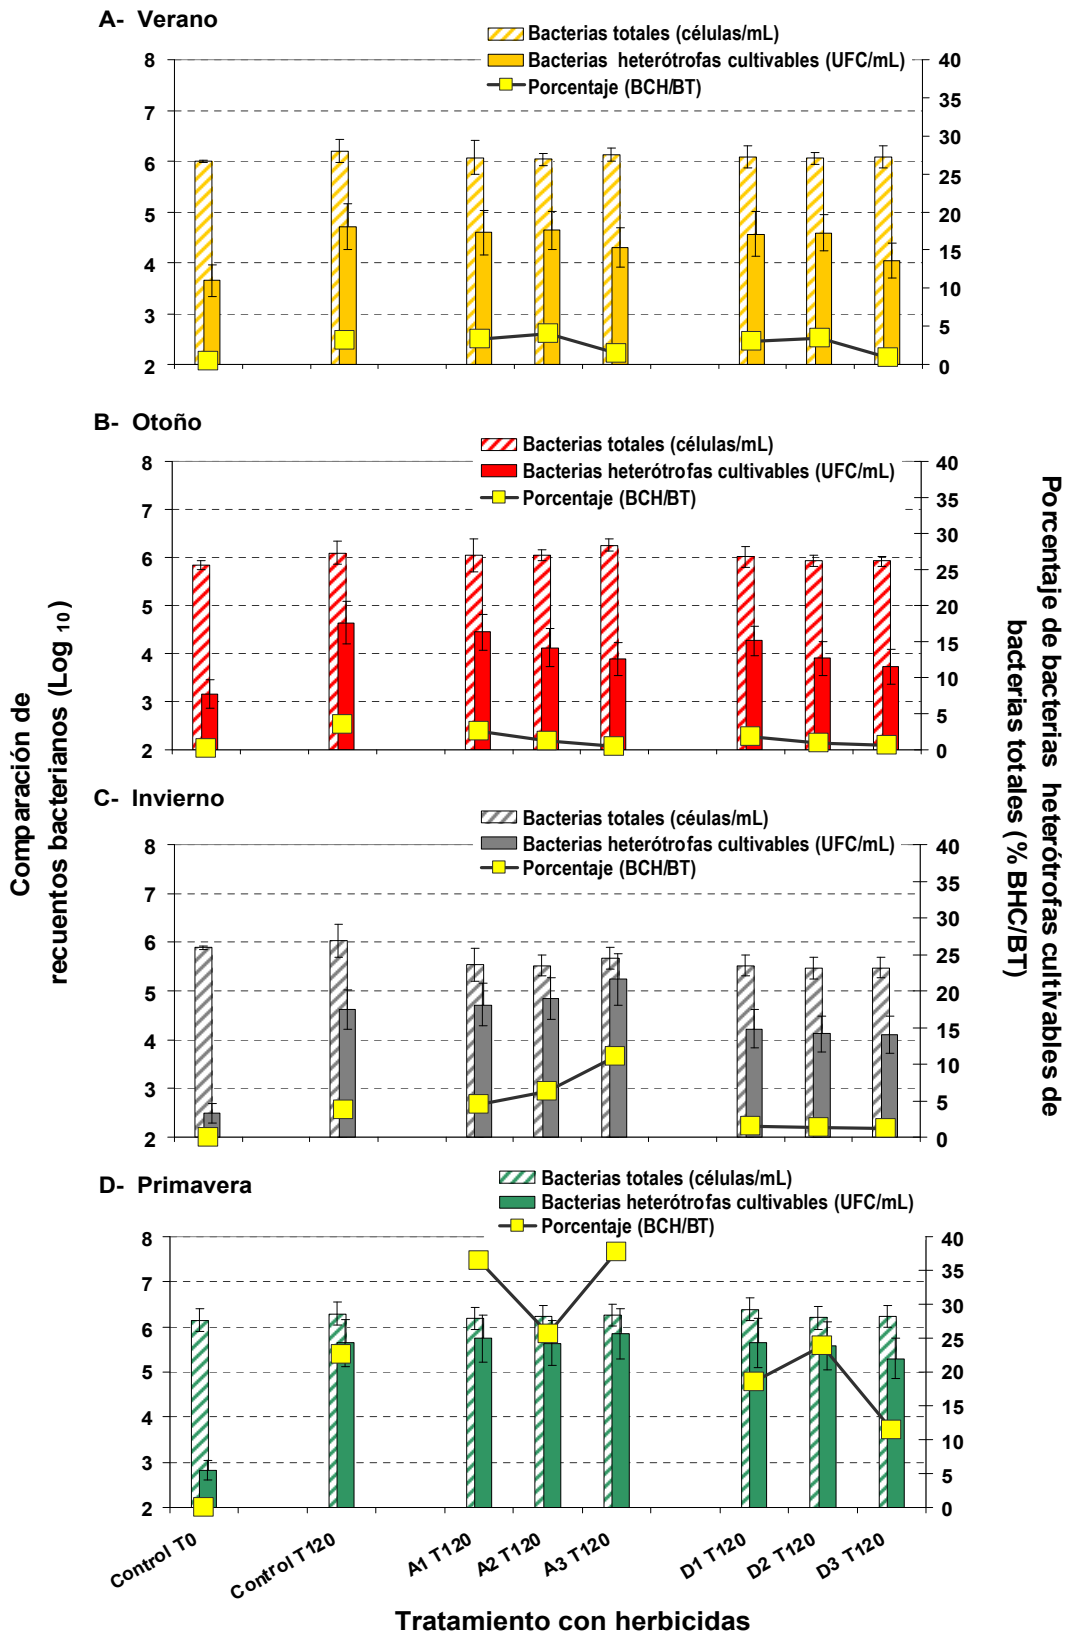 A- Verano
Bacterias totales (células/mL)
Bacterias heterótrofas cultivables (UFC/mL)
Porcentaje (BCH/BT)
8
7
6
5
4
3
2
40
35
30
25
20
15
10
5
0
B- Otoño
Bacterias totales (células/mL)
Bacterias heterótrofas cultivables (UFC/mL)
Porcentaje (BCH/BT)
8
7
6
5
4
3
2
40
35
30
25
20
15
10
5
0
C- Invierno
Bacterias totales (células/mL)
Bacterias heterótrofas cultivables (UFC/mL)
Porcentaje (BCH/BT)
8
7
6
5
4
3
2
40
35
30
25
20
15
10
5
0
D- Primavera
Bacterias totales (células/mL)
Bacterias heterótrofas cultivables (UFC/mL)
Porcentaje (BCH/BT)
8
7
6
5
4
3
2
40
35
30
25
20
15
10
5
0
Control T0
Control T120
A1 T120
A2 T120
A3 T120
D1 T120
D2 T120
D3 T120
Tratamiento con herbicidas
Comparación de
recuentos bacterianos (Log 10)
Porcentaje de bacterias heterótrofas cultivables de
bacterias totales (% BHC/BT)